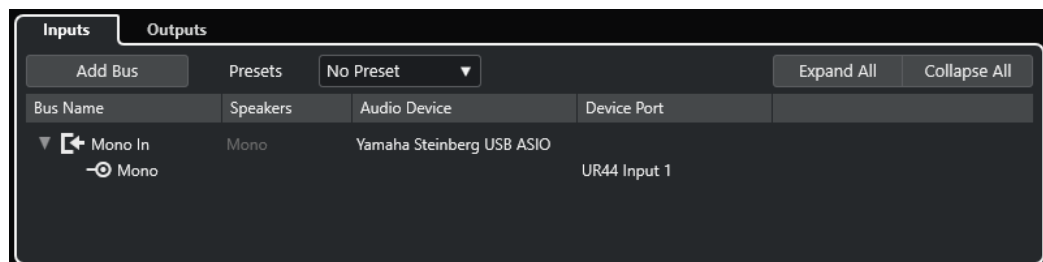 Inputs Outputs
Add Bus Presets No Preset Expand All Collapse All
Bus Name Speakers Audio Device Device Port
Mono In Mono Yamaha Steinberg USB ASIO
Mono UR44 Input 1